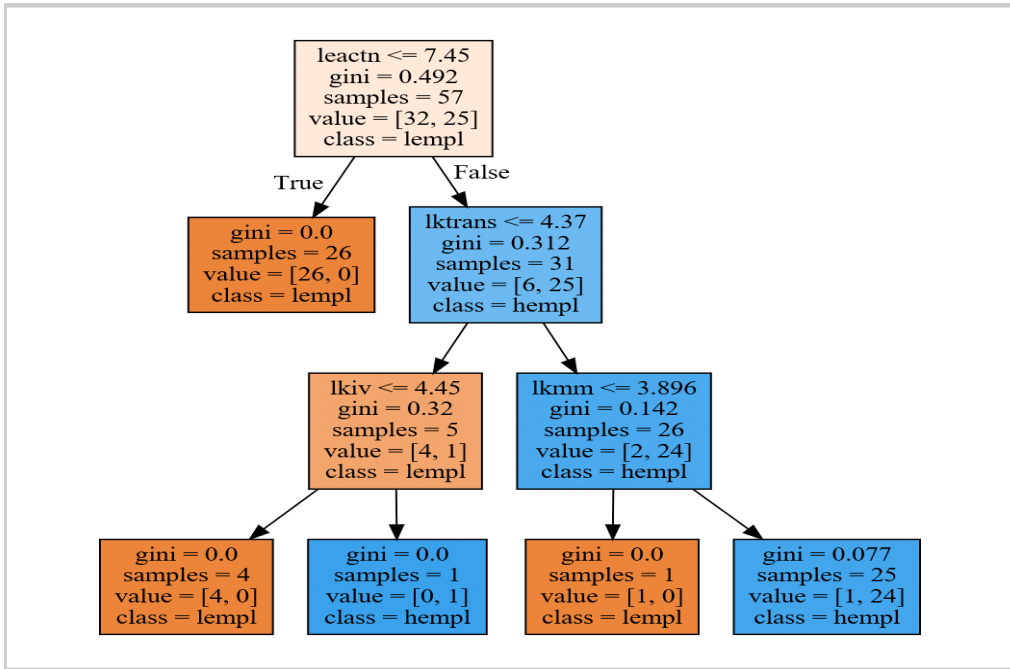 leactn <= 7.45
gini = 0.492
samples = 57
value = [32, 25]
class = lempl
True
False
gini = 0.0
samples = 26
value = [26, 0]
class = lempl
lktrans <= 4.37
gini = 0.312
samples = 31
value = [6, 25]
class = hempl
lkiv <= 4.45
gini = 0.32
samples = 5
value = [4, 1]
class = lempl
lkmm <= 3.896
gini = 0.142
samples = 26
value = [2, 24]
class = hempl
gini = 0.0
samples = 4
value = [4, 0]
class = lempl
gini = 0.0
samples = 1
value = [0, 1]
class = hempl
gini = 0.0
samples = 1
value = [1, 0]
class = lempl
gini = 0.077
samples = 25
value = [1, 24]
class = hempl